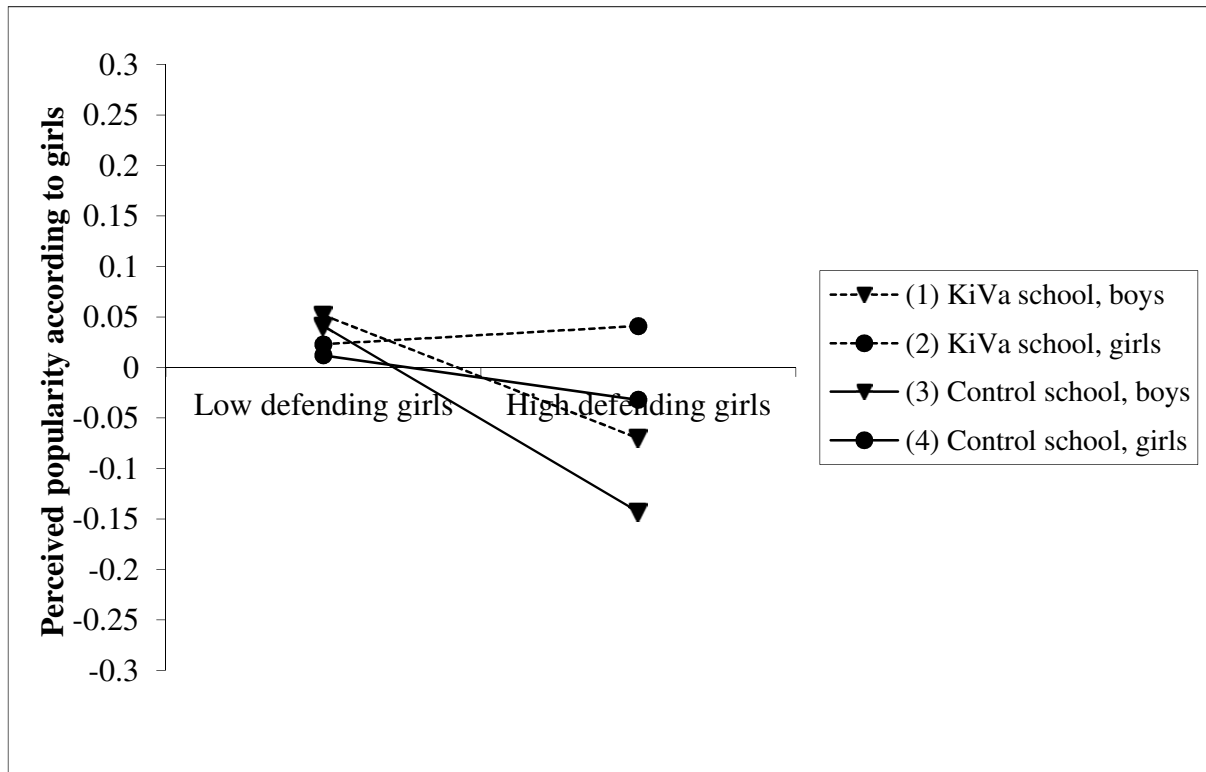 Perceived popularity according to girls
0.3
0.25
0.2
0.15
0.1
0.05
0
-0.05
-0.1
-0.15
-0.2
-0.25
-0.3
Low defending girls
High defending girls
(1) KiVa school, boys
(2) KiVa school, girls
(3) Control school, boys
(4) Control school, girls